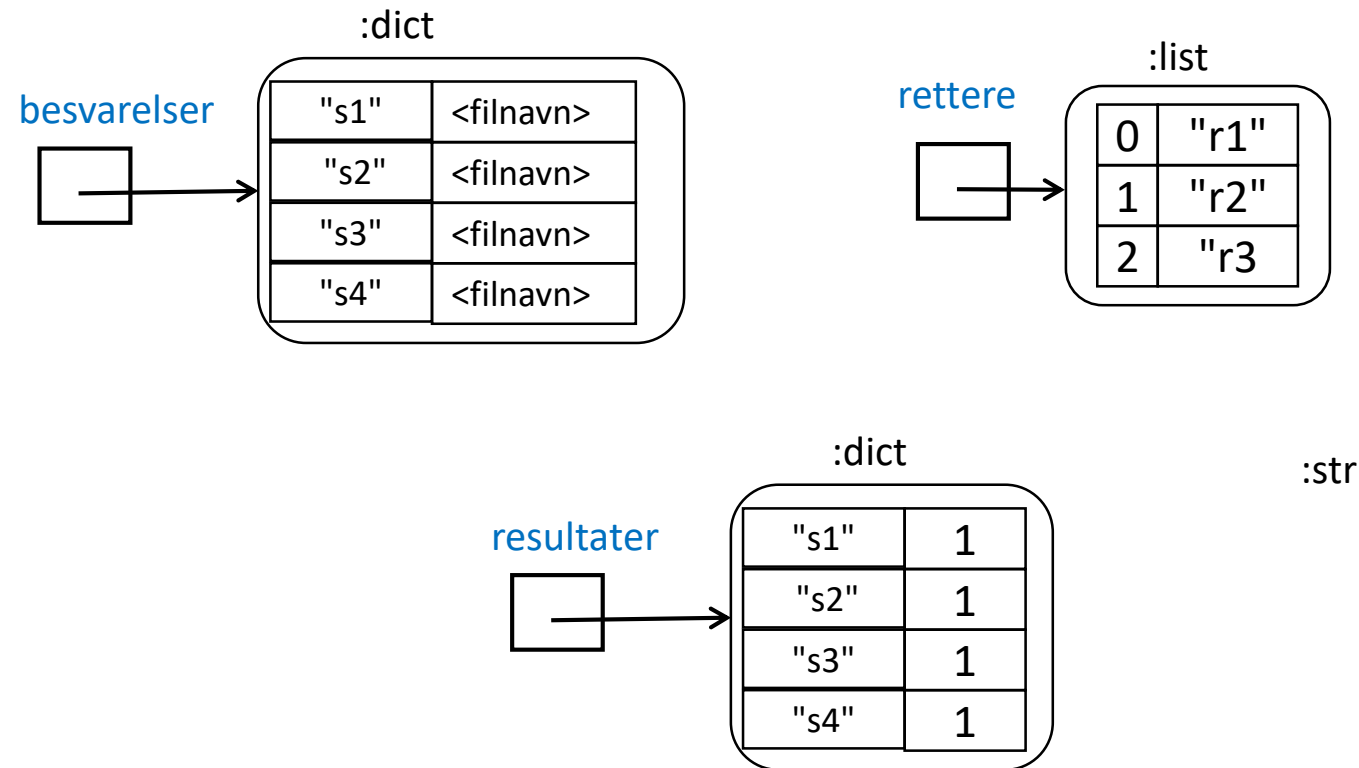 :dict
besvarelser
"s1" <filnavn>
"s2" <filnavn>
"s3" <filnavn>
"s4" <filnavn>
:list
rettere
0 "r1"
1 "r2"
2 "r3
:dict
resultater
"s1" 1
"s2" 1
"s3" 1
"s4" 1
:str